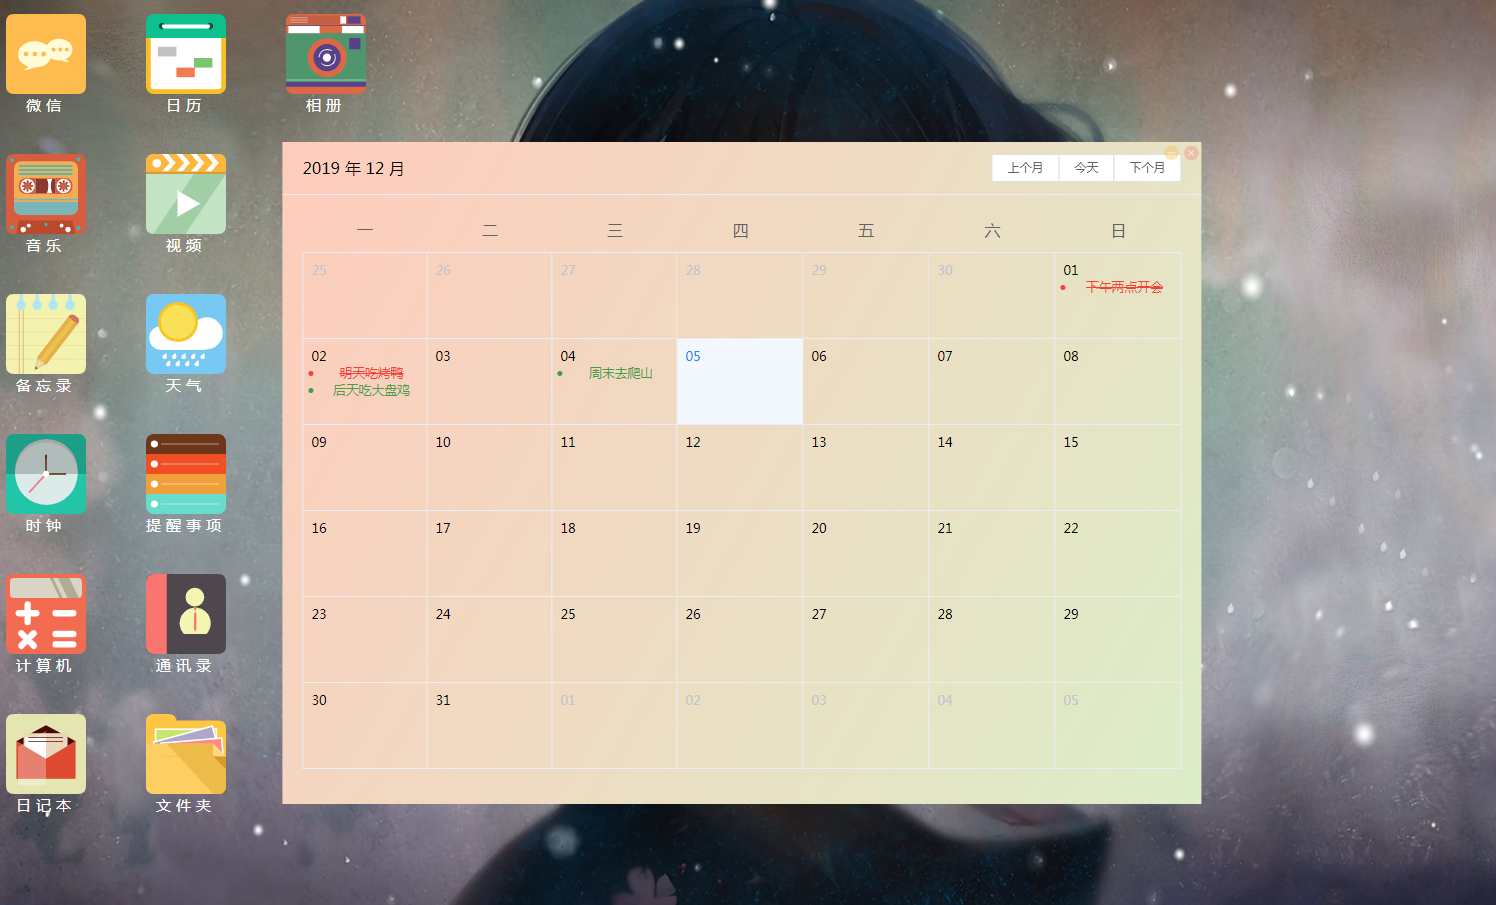 微信
日历
相册
音乐
视频
备忘录
天气
时钟
提醒事项
计算机
通讯录
日记本
文件夹
2019 年 12 月
上个月 今天 下个月
一 二 三 四 五 六 日
25 26 27 28 29 30 01
下午两点开会
02 03 04 05 06 07 08
明天吃烤鸭 周末去爬山
后天吃大盘鸡
09 10 11 12 13 14 15
16 17 18 19 20 21 22
23 24 25 26 27 28 29
30 31 01 02 03 04 05